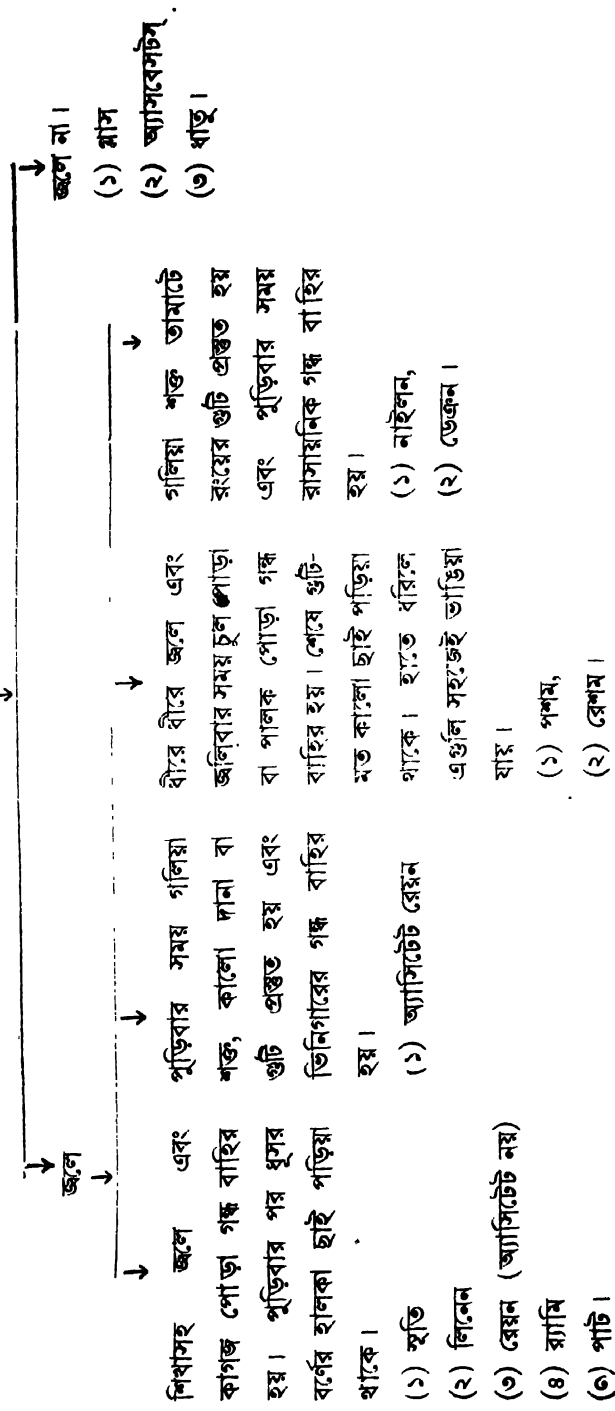 জ্বলে
জ্বলে না।
(১) গ্লাস
(২) অ্যাসবেসটস্
(৩) ধাতু।
শিখাসহ জ্বলে এবং
কাগজ পোড়া গন্ধ বাহির
হয়। পুড়িবার পর ধূসর
বর্ণের হালকা ছাই পড়িয়া
থাকে।
(১) সূতি
(২) লিনেন
(৩) রেয়ন (অ্যাসিটেট নয়)
(৪) র‍্যামি
(৫) পাট।
পুড়িবার সময় গলিয়া
শক্ত, কালো দানা বা
গুটি প্রস্তুত হয় এবং
ভিনিগারের গন্ধ বাহির
হয়।
(১) অ্যাসিটেট রেয়ন
ধীরে ধীরে জ্বলে এবং
জ্বলিবার সময় চুল পোড়া
বা পালক পোড়া গন্ধ
বাহির হয়। শেষে গুটি-
মত কালো ছাই পড়িয়া
থাকে। হাতে ধরিলে
এগুলি সহজেই ভাঙিয়া
যায়।
(১) পশম,
(২) রেশম।
গলিয়া শক্ত তামাটে
রংয়ের গুটি প্রস্তুত হয়
এবং পুড়িবার সময়
রাসায়নিক গন্ধ বাহির
হয়।
(১) নাইলন,
(২) ডেক্রন।